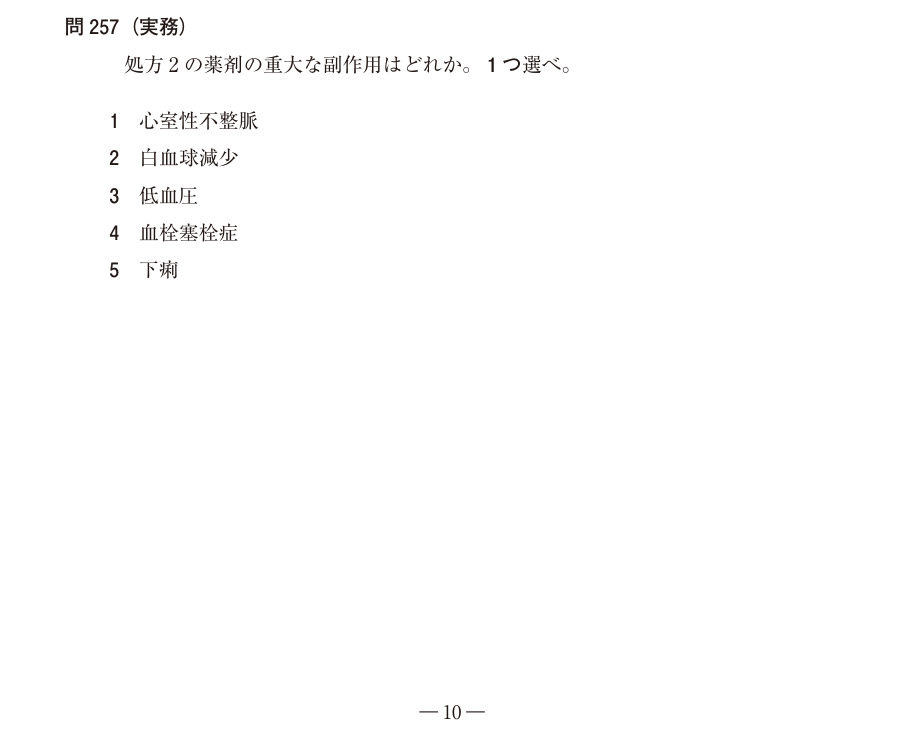 問 257（実務）
処方２の薬剤の重大な副作用はどれか。１つ選べ。
1 心室性不整脈
2 白血球減少
3 低血圧
4 血栓塞栓症
5 下痢
— 10 —